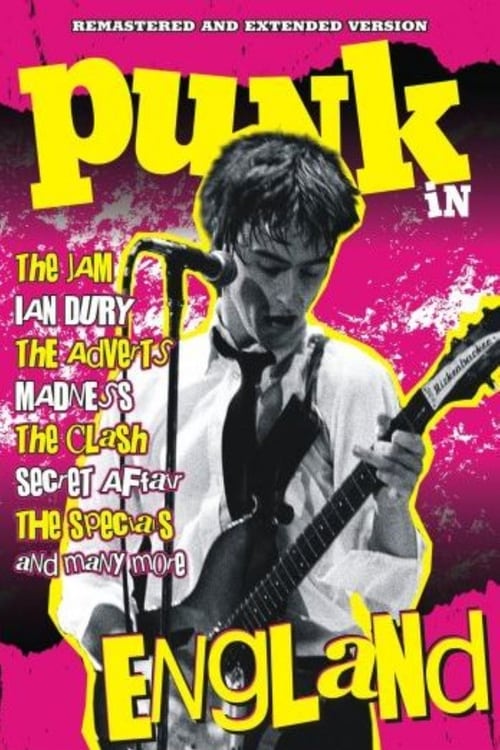 REMASTERED AND EXTENDED VERSION
PUNK
iN
THE JAM
IAN DURY
THE AdveRtS
MADNESS
THE CLash
SecRET AFFAir
THE SPecials
aNd maNy moRe
Rickenbacker
ENgLaNd